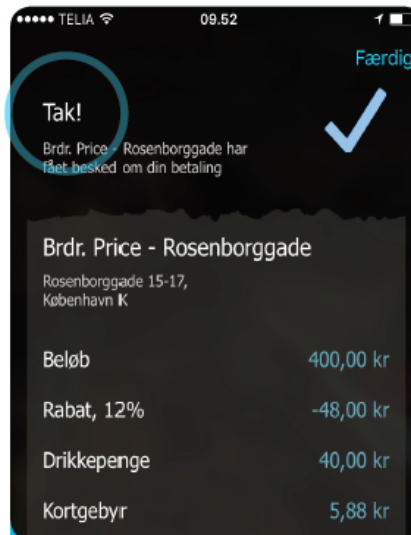 TELIA 09.52
Færdig
Tak!
Brdr. Price - Rosenborggade har
fået besked om din betaling
Brdr. Price - Rosenborggade
Rosenborggade 15-17,
København K
Beløb 400,00 kr
Rabat, 12% -48,00 kr
Drikkepenge 40,00 kr
Kortgebyr 5,88 kr